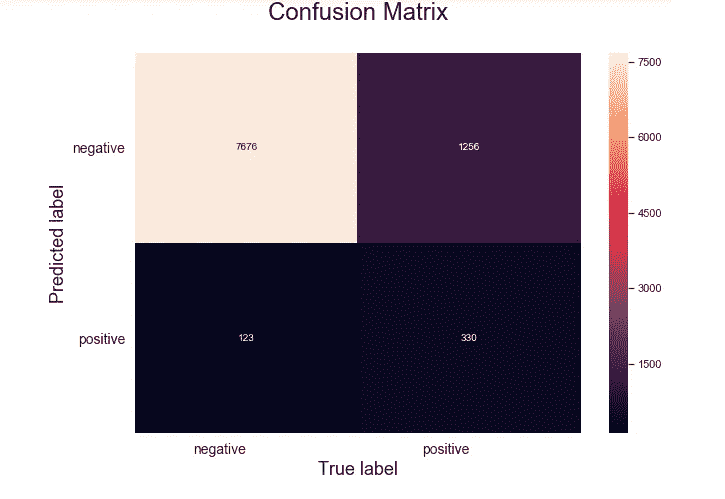 Confusion Matrix
Predicted label
negative
7676
1256
positive
123
330
negative
positive
True label
7500
6000
4500
3000
1500